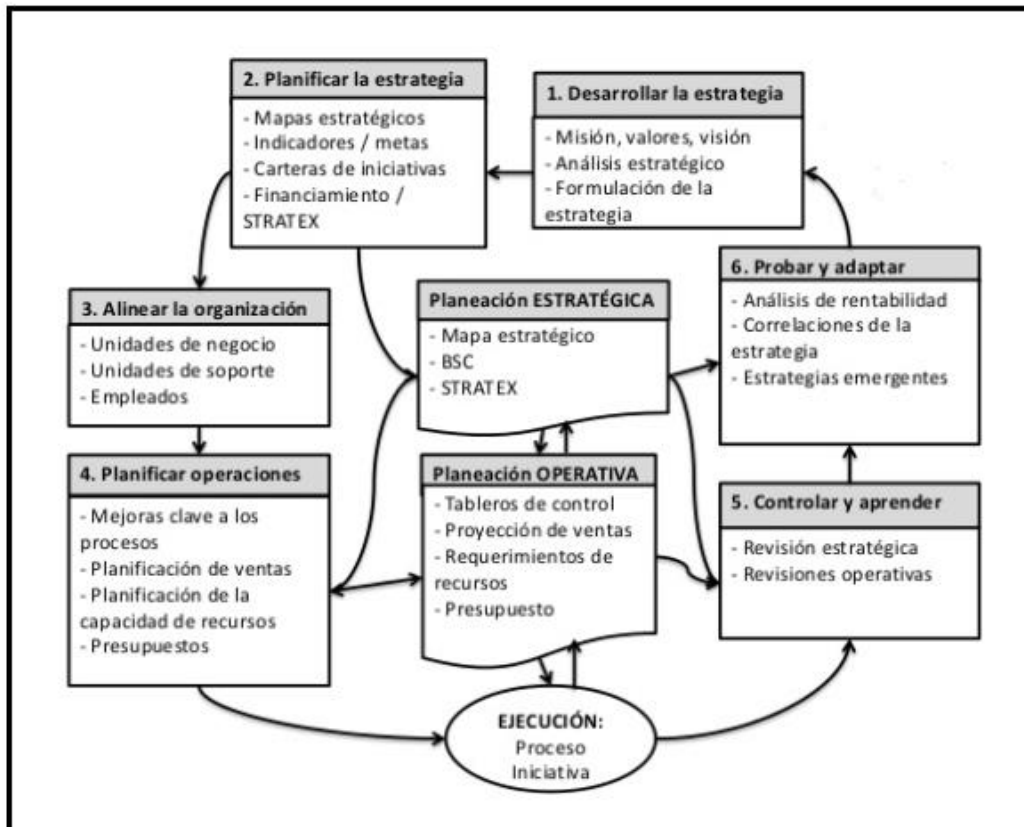 2. Planificar la estrategia
- Mapas estratégicos
- Indicadores / metas
- Carteras de iniciativas
- Financiamiento /
STRATEX
1. Desarrollar la estrategia
- Misión, valores, visión
- Análisis estratégico
- Formulación de la
estrategia
3. Alinear la organización
- Unidades de negocio
- Unidades de soporte
- Empleados
Planeación ESTRATÉGICA
- Mapa estratégico
- BSC
- STRATEX
6. Probar y adaptar
- Análisis de rentabilidad
- Correlaciones de la
estrategia
- Estrategias emergentes
4. Planificar operaciones
- Mejoras clave a los
procesos
- Planificación de ventas
- Planificación de la
capacidad de recursos
- Presupuestos
Planeación OPERATIVA
- Tableros de control
- Proyección de ventas
- Requerimientos de
recursos
- Presupuesto
5. Controlar y aprender
- Revisión estratégica
- Revisiones operativas
EJECUCIÓN:
Proceso
Iniciativa